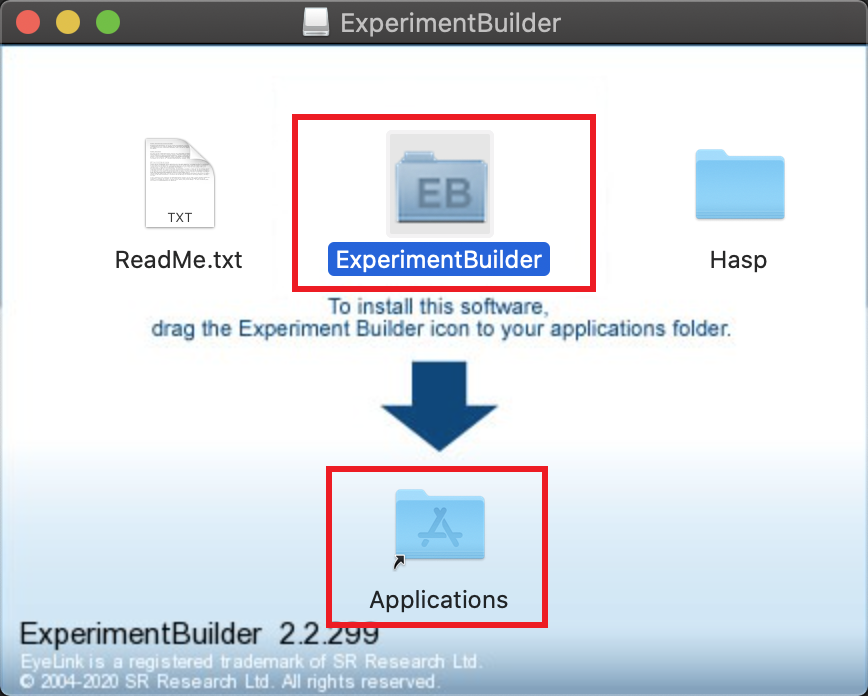 ExperimentBuilder
TXT
EB
ReadMe.txt
ExperimentBuilder
Hasp
To install this software,
drag the Experiment Builder icon to your applications folder.
Applications
ExperimentBuilder 2.2.299
EyeLink is a registered trademark of SR Research Ltd.
© 2004-2020 SR Research Ltd. All rights reserved.